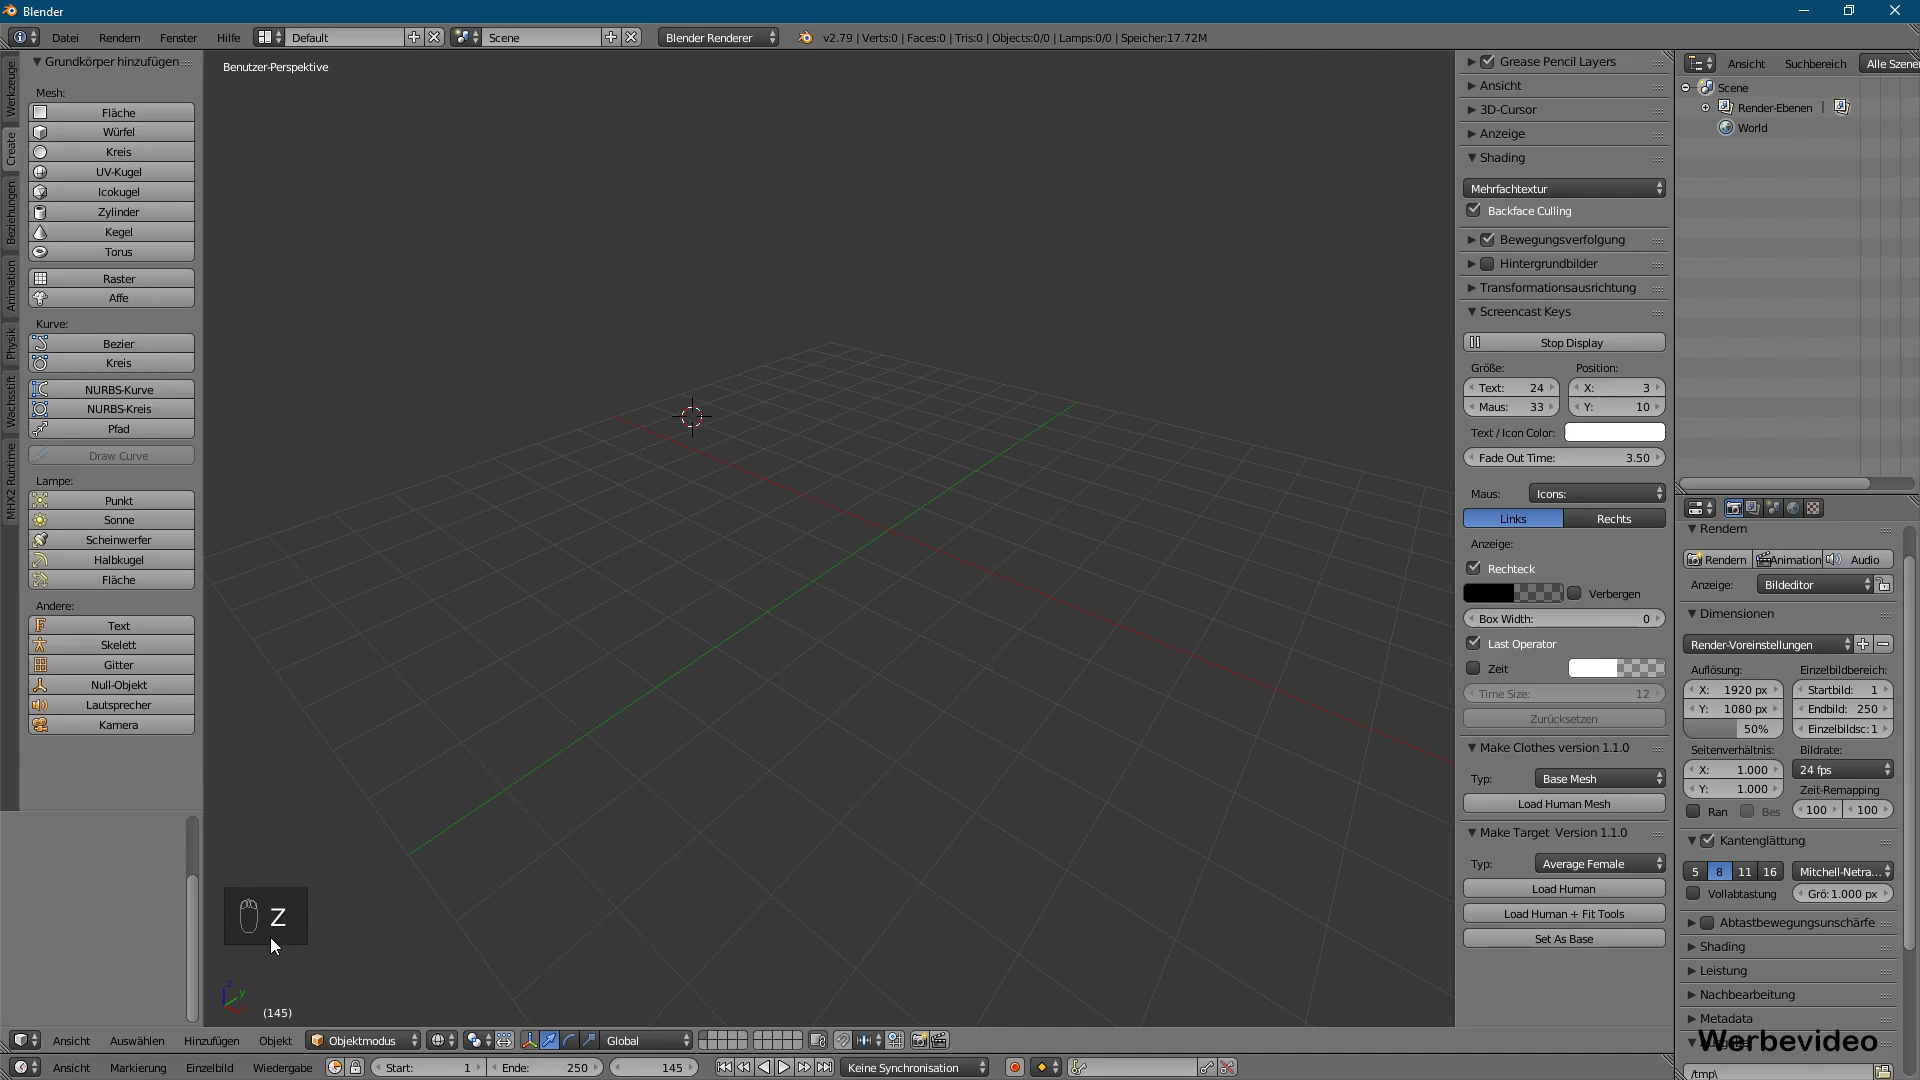 Blender
Datei Rendern Fenster Hilfe Default Scene Blender Renderer v2.79 | Verts:0 | Faces:0 | Tris:0 | Objects:0/0 | Lamps:0/0 | Speicher:17.72M
Werkzeuge
Create
Beziehungen
Animation
Physik
Wachsstift
MHX2 Runtime
Grundkörper hinzufügen
Mesh:
Fläche
Würfel
Kreis
UV-Kugel
Icokugel
Zylinder
Kegel
Torus
Raster
Affe
Kurve:
Bezier
Kreis
NURBS-Kurve
NURBS-Kreis
Pfad
Draw Curve
Lampe:
Punkt
Sonne
Scheinwerfer
Halbkugel
Fläche
Andere:
Text
Skelett
Gitter
Null-Objekt
Lautsprecher
Kamera
Benutzer-Perspektive
Z
z
y
(145)
Grease Pencil Layers
Ansicht
3D-Cursor
Anzeige
Shading
Mehrfachtextur
Backface Culling
Bewegungsverfolgung
Hintergrundbilder
Transformationsausrichtung
Screencast Keys
Stop Display
Größe: Position:
Text: 24 X: 3
Maus: 33 Y: 10
Text / Icon Color:
Fade Out Time: 3.50
Maus: Icons:
Links Rechts
Anzeige:
Rechteck
Verbergen
Box Width: 0
Last Operator
Zeit
Time Size: 12
Zurücksetzen
Make Clothes version 1.1.0
Typ: Base Mesh
Load Human Mesh
Make Target Version 1.1.0
Typ: Average Female
Load Human
Load Human + Fit Tools
Set As Base
Ansicht Suchbereich Alle Szener
Scene
Render-Ebenen |
World
Rendern
Rendern Animation Audio
Anzeige: Bildeditor
Dimensionen
Render-Voreinstellungen
Auflösung: Einzelbildbereich:
X: 1920 px Startbild: 1
Y: 1080 px Endbild: 250
50% Einzelbildsc: 1
Seitenverhältnis: Bildrate:
X: 1.000 24 fps
Y: 1.000 Zeit-Remapping
Ran Bes 100 100
Kantenglättung
5 8 11 16 Mitchell-Netra...
Vollabtastung Grö: 1.000 px
Abtastbewegungsunschärfe
Shading
Leistung
Nachbearbeitung
Metadata
Werbevideo
/tmp\
Ansicht Auswählen Hinzufügen Objekt Objektmodus Global
Ansicht Markierung Einzelbild Wiedergabe Start: 1 Ende: 250 145 Keine Synchronisation